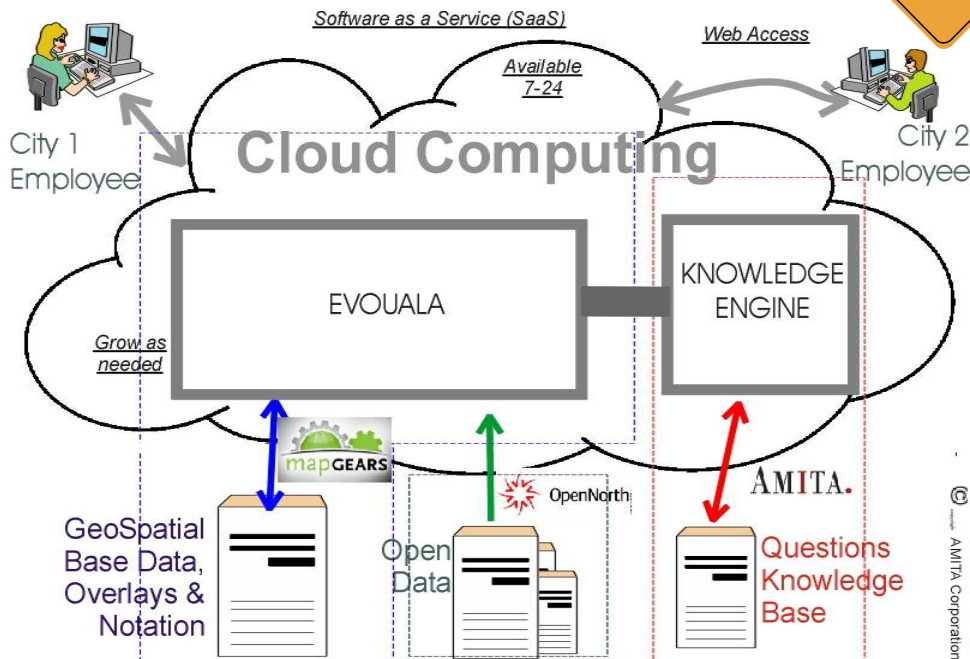 Software as a Service (SaaS)
Web Access
Available
7-24
City 1
Employee
City 2
Employee
Cloud Computing
EVOUALA
KNOWLEDGE
ENGINE
Grow as
needed
mapGEARS
OpenNorth
AMITA.
GeoSpatial
Base Data,
Overlays &
Notation
Open
Data
Questions
Knowledge
Base
© AMITA Corporation